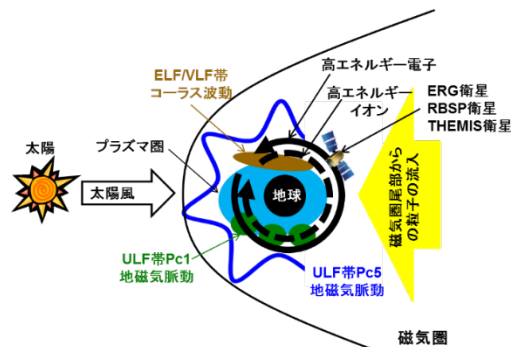 ELF/VLF帯
コーラス波動
高エネルギー電子
高エネルギー
イオン
ERG衛星
RBSP衛星
THEMIS衛星
太陽
プラズマ圏
太陽風
地球
磁気圏尾部から
の粒子の流入
ULF帯Pc1
地磁気脈動
ULF帯Pc5
地磁気脈動
磁気圏